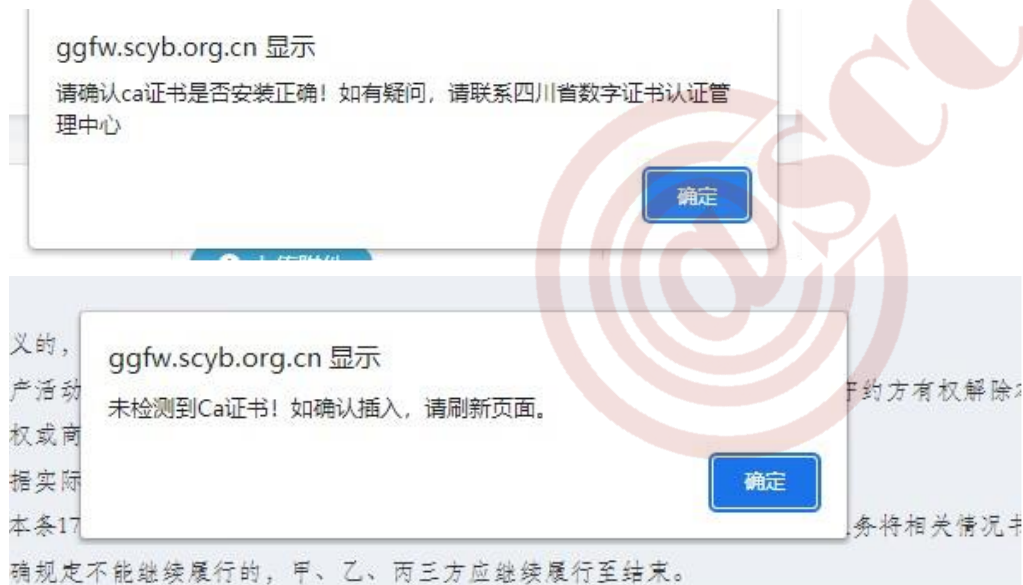 ggfw.scyb.org.cn 显示
请确认ca证书是否安装正确！如有疑问，请联系四川省数字证书认证管
理中心
确定
义的，
ggfw.scyb.org.cn 显示
产活动
约方有权解除
未检测到Ca证书！如确认插入，请刷新页面。
权或商
指实际
确定
本条17
务将相关情况书
确规定不能继续履行的，甲、乙、丙三方应继续履行至结束。
@scc